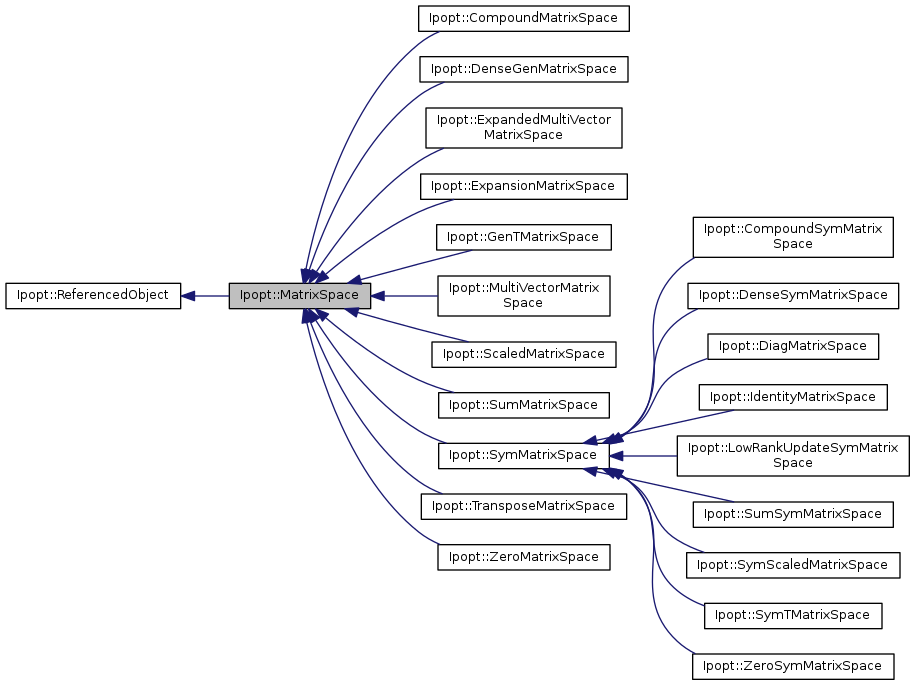 Ipopt::ReferencedObject
Ipopt::MatrixSpace
Ipopt::CompoundMatrixSpace
Ipopt::DenseGenMatrixSpace
Ipopt::ExpandedMultiVector
MatrixSpace
Ipopt::ExpansionMatrixSpace
Ipopt::GenTMatrixSpace
Ipopt::MultiVectorMatrix
Space
Ipopt::ScaledMatrixSpace
Ipopt::SumMatrixSpace
Ipopt::SymMatrixSpace
Ipopt::TransposeMatrixSpace
Ipopt::ZeroMatrixSpace
Ipopt::CompoundSymMatrix
Space
Ipopt::DenseSymMatrixSpace
Ipopt::DiagMatrixSpace
Ipopt::IdentityMatrixSpace
Ipopt::LowRankUpdateSymMatrix
Space
Ipopt::SumSymMatrixSpace
Ipopt::SymScaledMatrixSpace
Ipopt::SymTMatrixSpace
Ipopt::ZeroSymMatrixSpace